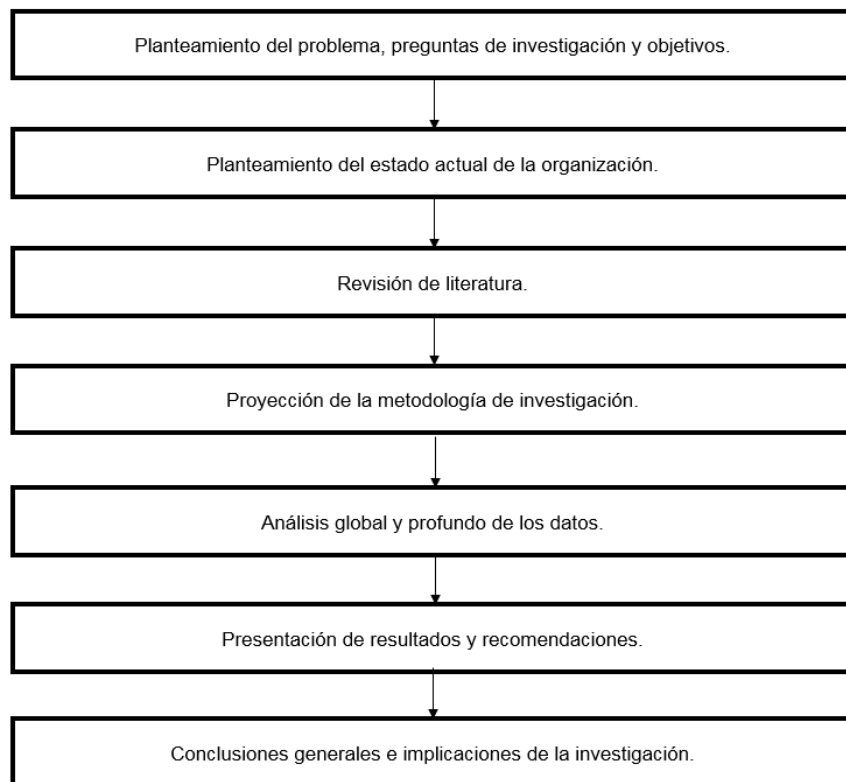 Planteamiento del problema, preguntas de investigación y objetivos.
Planteamiento del estado actual de la organización.
Revisión de literatura.
Proyección de la metodología de investigación.
Análisis global y profundo de los datos.
Presentación de resultados y recomendaciones.
Conclusiones generales e implicaciones de la investigación.